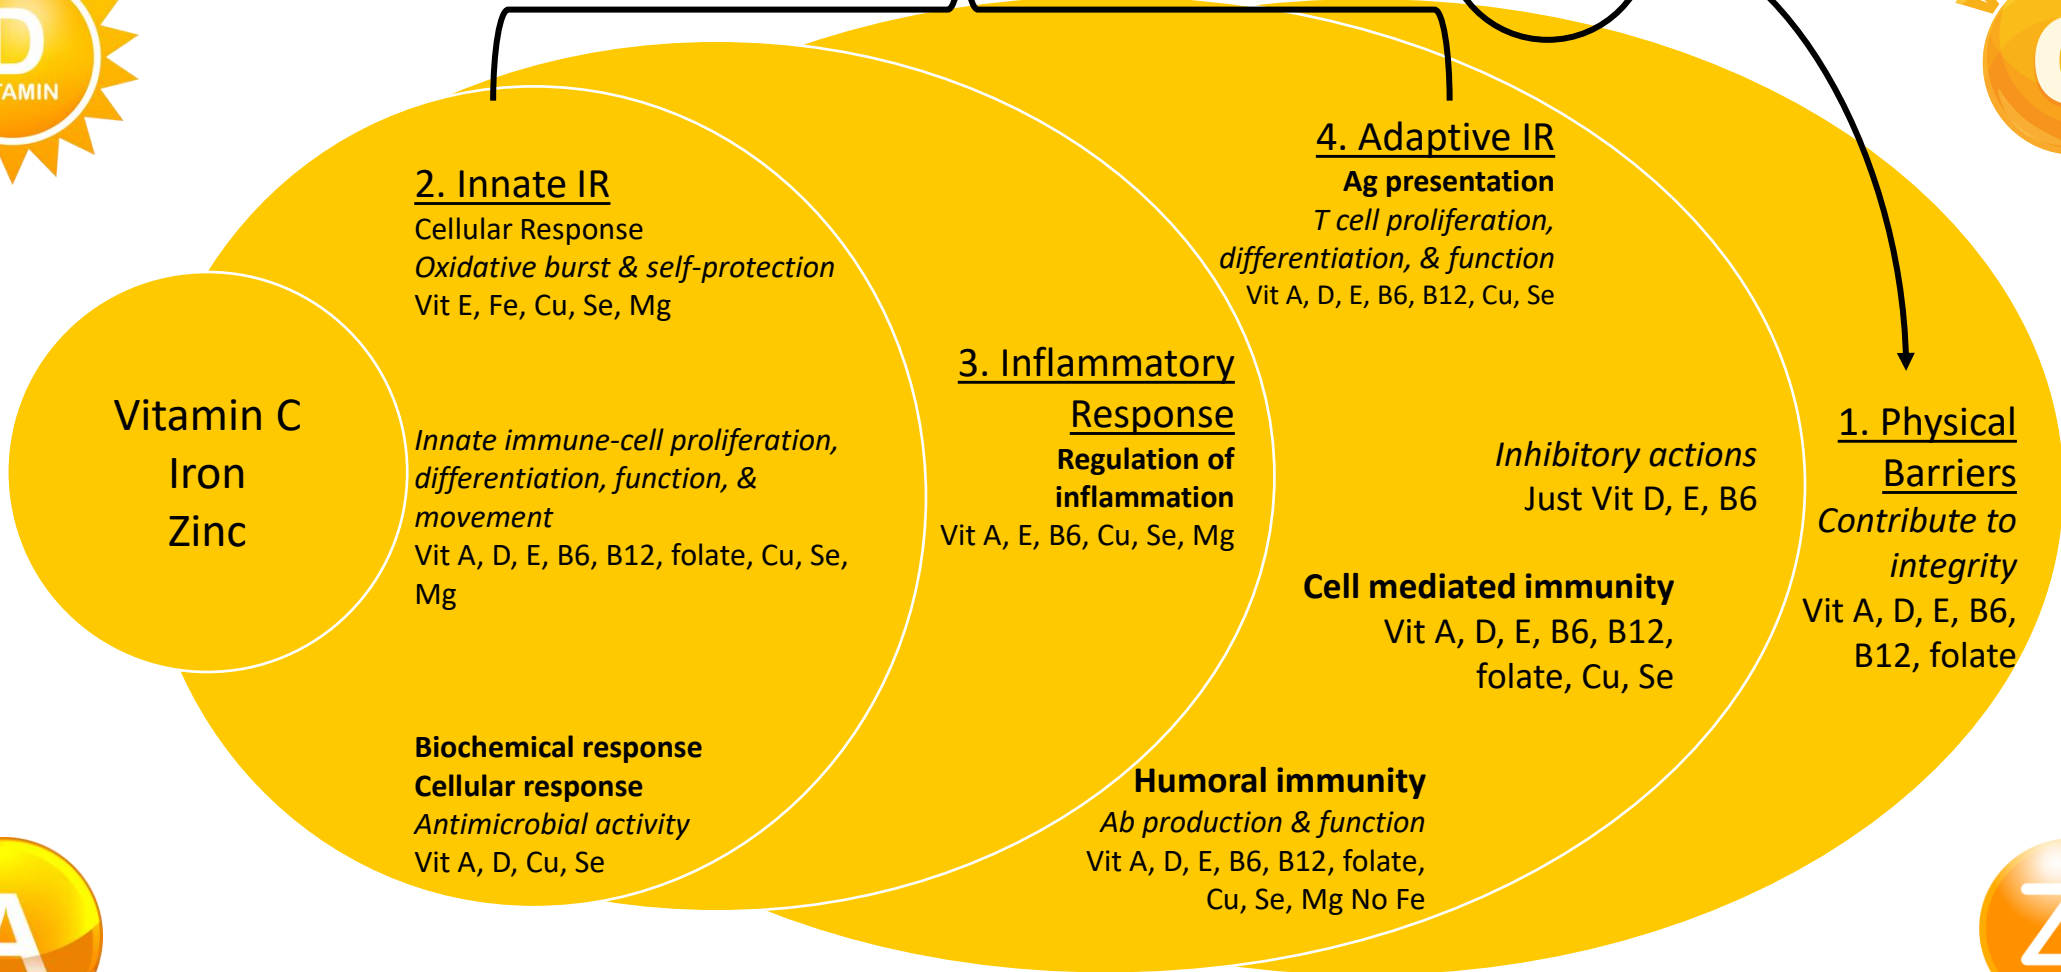 D
Vitamin C
Iron
Zinc
2. Innate IR
Cellular Response
Oxidative burst & self-protection
Vit E, Fe, Cu, Se, Mg
Innate immune-cell proliferation,
differentiation, function, &
movement
Vit A, D, E, B6, B12, folate, Cu, Se,
Mg
Biochemical response
Cellular response
Antimicrobial activity
Vit A, D, Cu, Se
3. Inflammatory
Response
Regulation of
inflammation
Vit A, E, B6, Cu, Se, Mg
4. Adaptive IR
Ag presentation
T cell proliferation,
differentiation, & function
Vit A, D, E, B6, B12, Cu, Se
Inhibitory actions
Just Vit D, E, B6
Cell mediated immunity
Vit A, D, E, B6, B12,
folate, Cu, Se
Humoral immunity
Ab production & function
Vit A, D, E, B6, B12, folate,
Cu, Se, Mg No Fe
1. Physical
Barriers
Contribute to
integrity
Vit A, D, E, B6,
B12, folate
A
Z